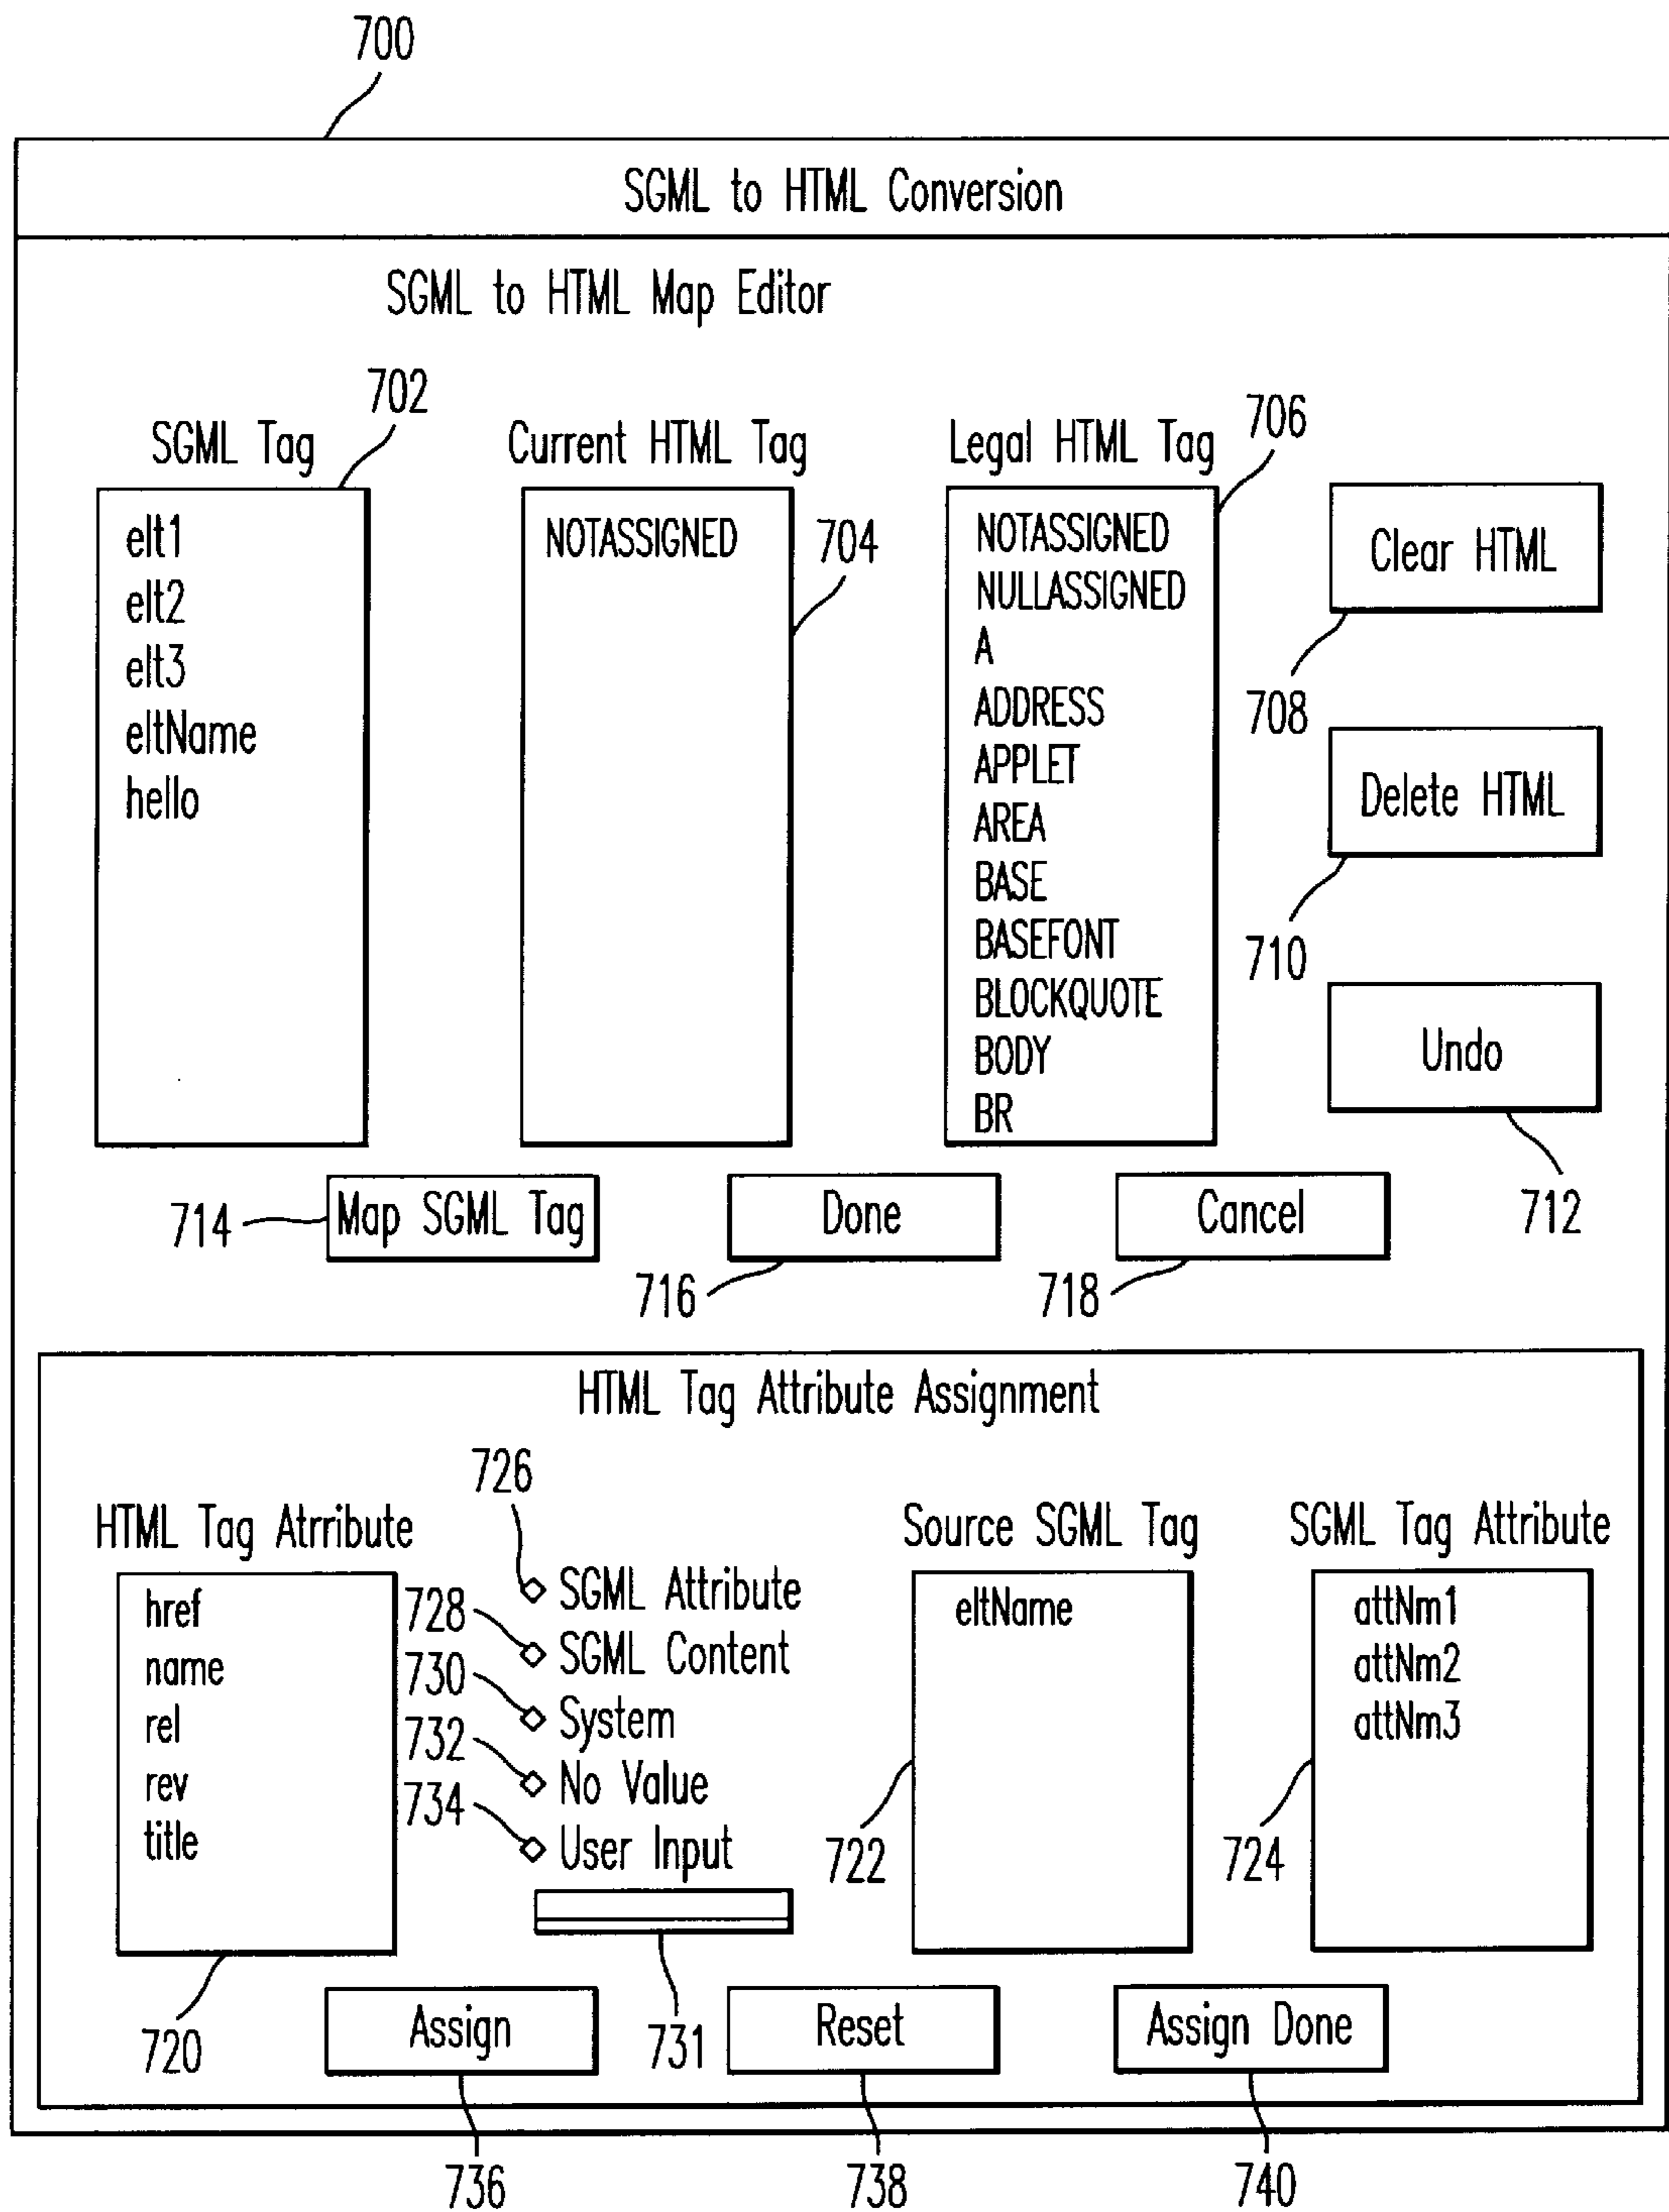 700
SGML to HTML Conversion
SGML to HTML Map Editor
702
706
SGML Tag
Current HTML Tag
Legal HTML Tag
elt1
elt2
elt3
eltName
hello
NOTASSIGNED
704
NOTASSIGNED
NULLASSIGNED
A
ADDRESS
APPLET
AREA
BASE
BASEFONT
BLOCKQUOTE
BODY
BR
Clear HTML
708
Delete HTML
710
Undo
712
714
Map SGML Tag
Done
Cancel
716
718
HTML Tag Attribute Assignment
726
HTML Tag Atrribute
Source SGML Tag
SGML Tag Attribute
href
name
rel
rev
title
SGML Attribute
728
SGML Content
730
System
732
No Value
734
User Input
eltName
722
attNm1
attNm2
attNm3
724
720
Assign
731
Reset
Assign Done
736
738
740